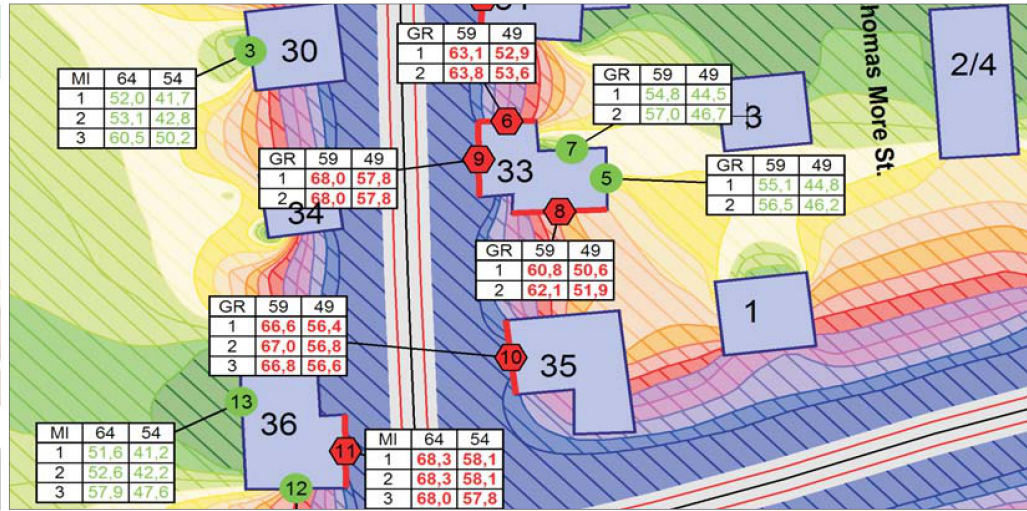 30
3
MI 64 54
1 52,0 41,7
2 53,1 42,8
3 60,5 50,2
GR 59 49
1 63,1 52,9
2 63,8 53,6
6
GR 59 49
1 54,8 44,5
2 57,0 46,7
7
3
homas More St.
2/4
GR 59 49
1 68,0 57,8
2 68,0 57,8
9
33
5
GR 59 49
1 55,1 44,8
2 56,5 46,2
34
8
GR 59 49
1 60,8 50,6
2 62,1 51,9
1
GR 59 49
1 66,6 56,4
2 67,0 56,8
3 66,8 56,6
10
35
13
36
MI 64 54
1 51,6 41,2
2 52,6 42,2
3 57,9 47,6
11
MI 64 54
1 68,3 58,1
2 68,3 58,1
3 68,0 57,8
12